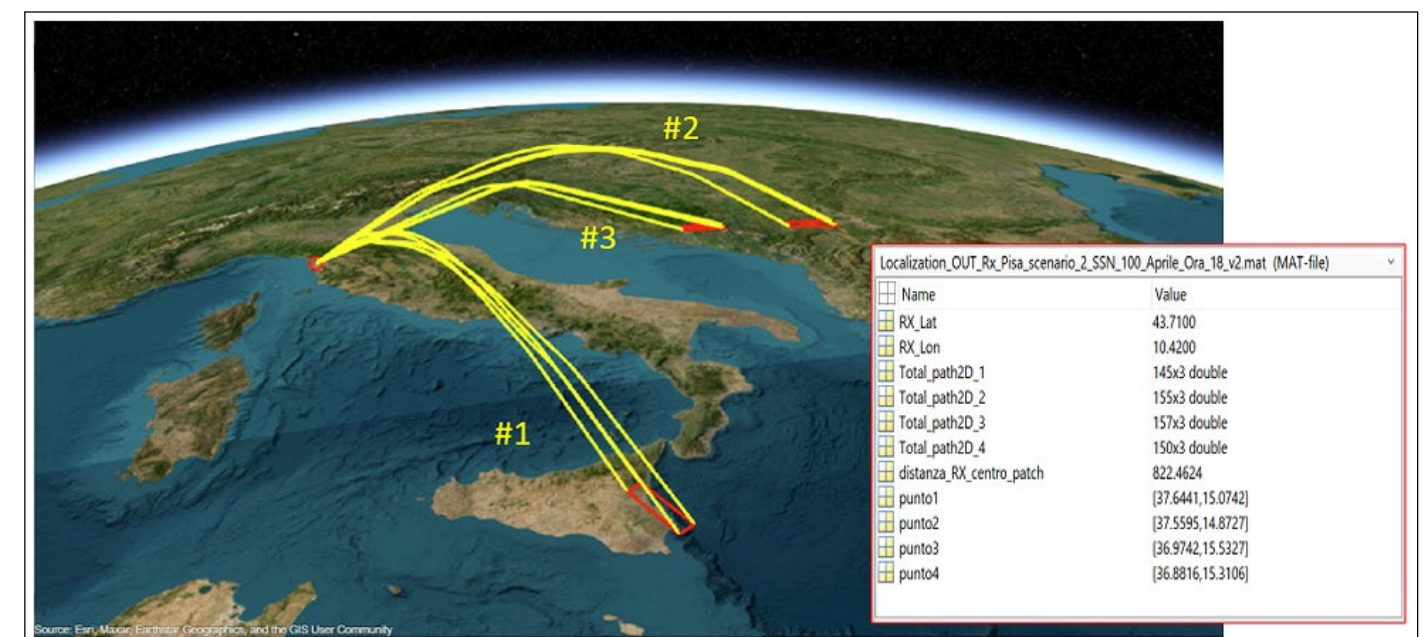 #2
#3
#1
Localization_OUT_Rx_Pisa_scenario_2_SSN_100_Aprile_Ora_18_v2.mat (MAT-file)
Name Value
RX_Lat 43.7100
RX_Lon 10.4200
Total_path2D_1 145x3 double
Total_path2D_2 155x3 double
Total_path2D_3 157x3 double
Total_path2D_4 150x3 double
distanza_RX_centro_patch 822.4624
punto1 [37.6441,15.0742]
punto2 [37.5595,14.8727]
punto3 [36.9742,15.5327]
punto4 [36.8816,15.3106]
Source: Esri, Maxar, Earthstar Geographics, and the GIS User Community